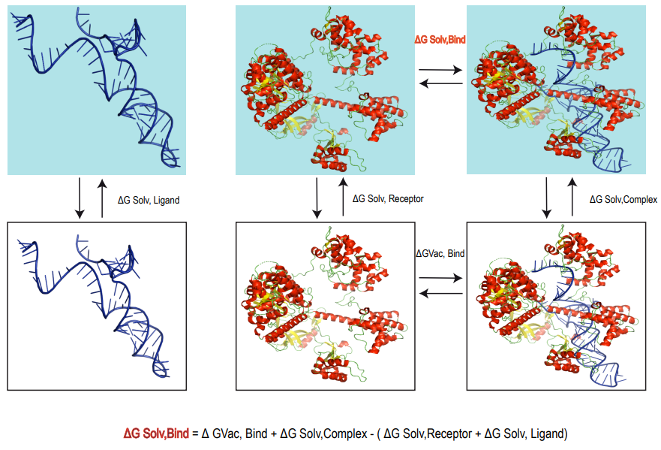 ΔG Solv,Bind
ΔG Solv, Ligand
ΔG Solv, Receptor
ΔG Solv,Complex
ΔGVac, Bind
ΔG Solv,Bind = Δ GVac, Bind + ΔG Solv,Complex - ( ΔG Solv,Receptor + ΔG Solv, Ligand)